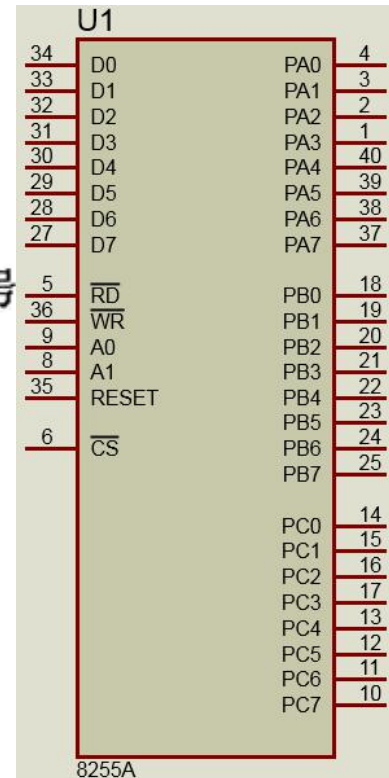 U1
34 D0 PA0 4
33 D1 PA1 3
32 D2 PA2 2
31 D3 PA3 1
30 D4 PA4 40
29 D5 PA5 39
28 D6 PA6 38
27 D7 PA7 37
号
5 RD PB0 18
36 WR PB1 19
9 A0 PB2 20
8 A1 PB3 21
35 RESET PB4 22
PB5 23
6 CS PB6 24
PB7 25
PC0 14
PC1 15
PC2 16
PC3 17
PC4 13
PC5 12
PC6 11
PC7 10
8255A